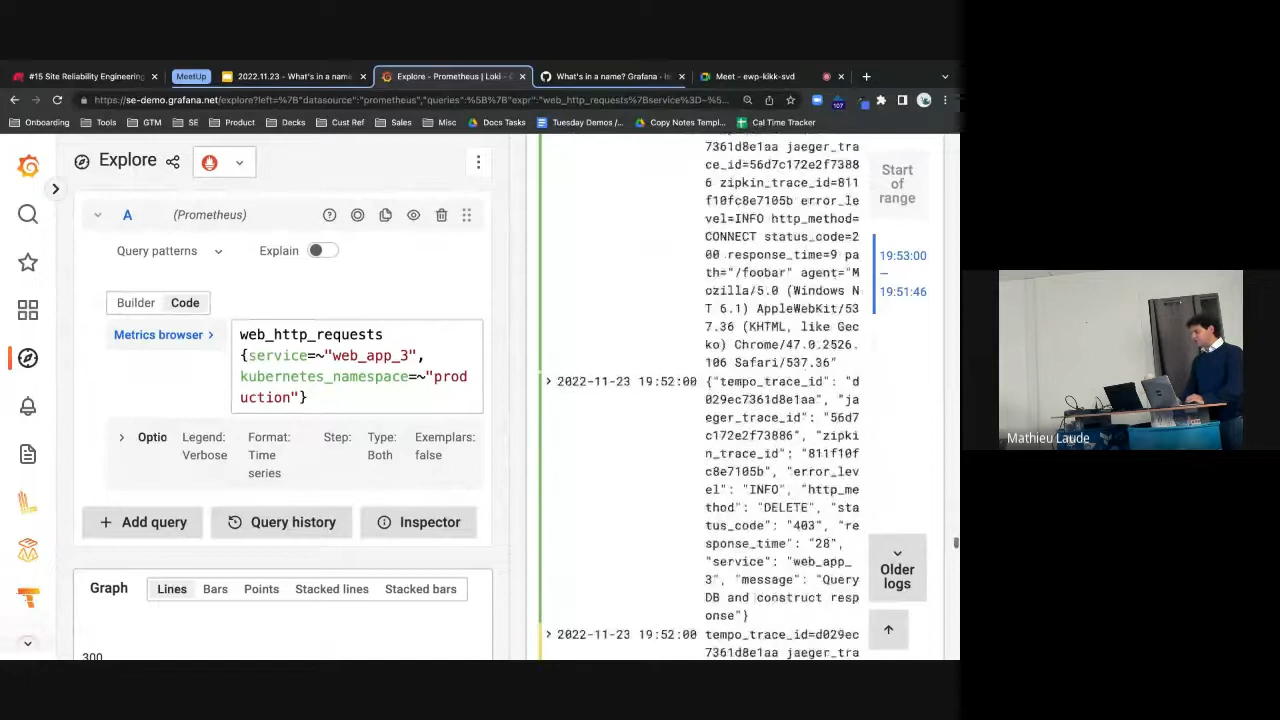 #15 Site Reliability Engineering
MeetUp
2022.11.23 - What's in a name
Explore - Prometheus | Loki -
What's in a name? Grafana -
Meet - ewp-kikk-svd
https://se-demo.grafana.net/explore?left=%7B"datasource":"prometheus","queries":%5B%7B"expr":"web_http_requests%7Bservice%3D~%5...
107
Onboarding
Tools
GTM
SE
Product
Decks
Cust Ref
Sales
Misc
Docs Tasks
Tuesday Demos /...
Copy Notes Templ...
Cal Time Tracker
Explore
A
(Prometheus)
Query patterns
Explain
Builder
Code
Metrics browser >
web_http_requests
{service=~"web_app_3",
kubernetes_namespace=~"prod
uction"}
Optio
Legend:
Verbose
Format:
Time
series
Step:
Type:
Both
Exemplars:
false
+ Add query
Query history
Inspector
Graph
Lines
Bars
Points
Stacked lines
Stacked bars
300
7361d8e1aa jaeger_tra
ce_id=56d7c172e2f7388
6 zipkin_trace_id=811
f10fc8e7105b error_le
vel=INFO http_method=
CONNECT status_code=2
00 response_time=9 pa
th="/foobar" agent="M
ozilla/5.0 (Windows N
T 6.1) AppleWebKit/53
7.36 (KHTML, like Gec
ko) Chrome/47.0.2526.
106 Safari/537.36"
2022-11-23 19:52:00 {"tempo_trace_id": "d
029ec7361d8e1aa", "ja
eger_trace_id": "56d7
c172e2f73886", "zipki
n_trace_id": "811f10f
c8e7105b", "error_lev
el": "INFO", "http_me
thod": "DELETE", "sta
tus_code": "403", "re
sponse_time": "28",
"service": "web_app_
3", "message": "Query
DB and construct resp
onse"}
2022-11-23 19:52:00 tempo_trace_id=d029ec
7361d8e1aa jaeger_tra
Start
of
range
19:53:00
—
19:51:46
Older
logs
Mathieu Laude